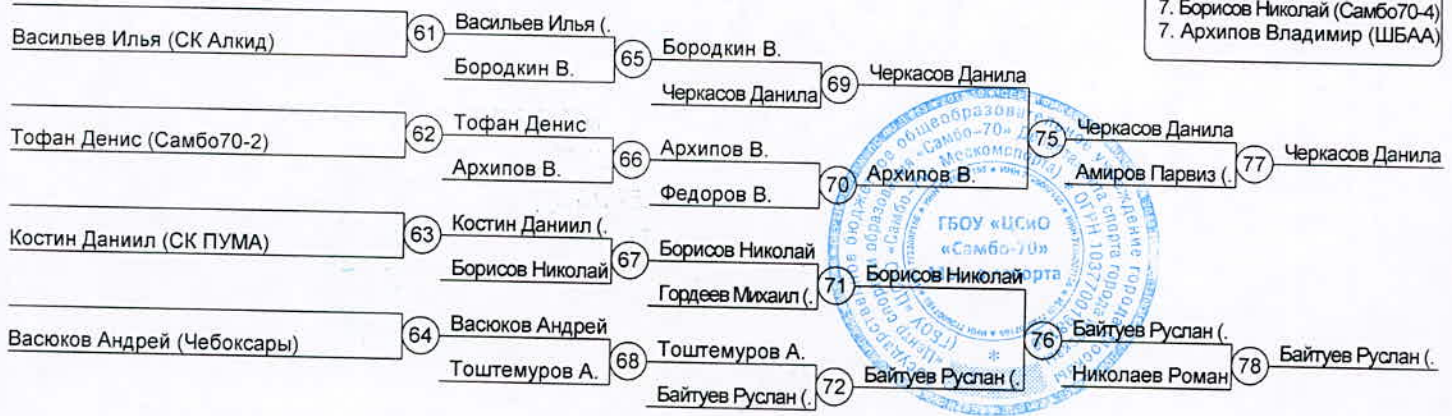 7. Борисов Николай (Самбо70-4)
7. Архипов Владимир (ШБАА)
Васильев Илья (СК Алкид)
61
Васильев Илья (.
Бородкин В.
65
Бородкин В.
Черкасов Данила
69
Черкасов Данила
Тофан Денис (Самбо70-2)
62
Тофан Денис
Архипов В.
66
Архипов В.
Федоров В.
70
Архипов В.
75
Черкасов Данила
Амиров Парвиз (.
77
Черкасов Данила
Костин Даниил (СК ПУМА)
63
Костин Даниил (.
Борисов Николай
67
Борисов Николай
Гордеев Михаил (.
71
Борисов Николай
Васюков Андрей (Чебоксары)
64
Васюков Андрей
Тоштемуров А.
68
Тоштемуров А.
Байтуев Руслан (.
72
Байтуев Руслан (.
76
Байтуев Руслан (.
Николаев Роман
78
Байтуев Руслан (.
ГБОУ «ЦСиО
«Самбо-70»